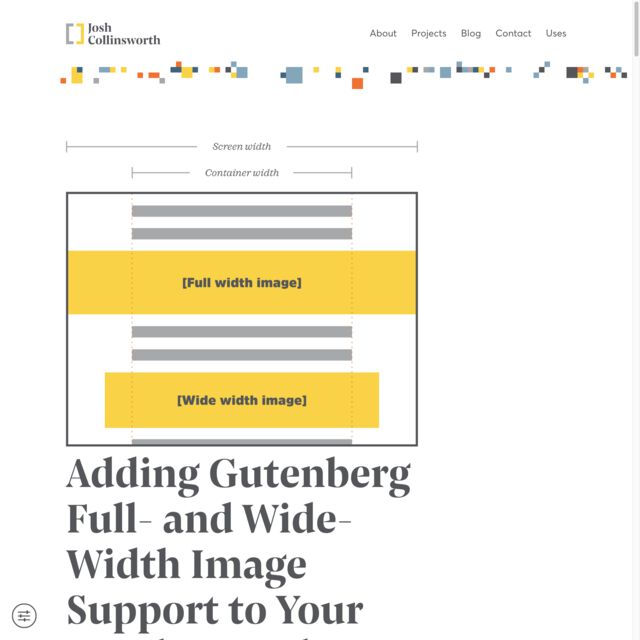 Josh
Collinsworth
About Projects Blog Contact Uses
Screen width
Container width
[Full width image]
[Wide width image]
Adding Gutenberg
Full- and Wide-
Width Image
Support to Your